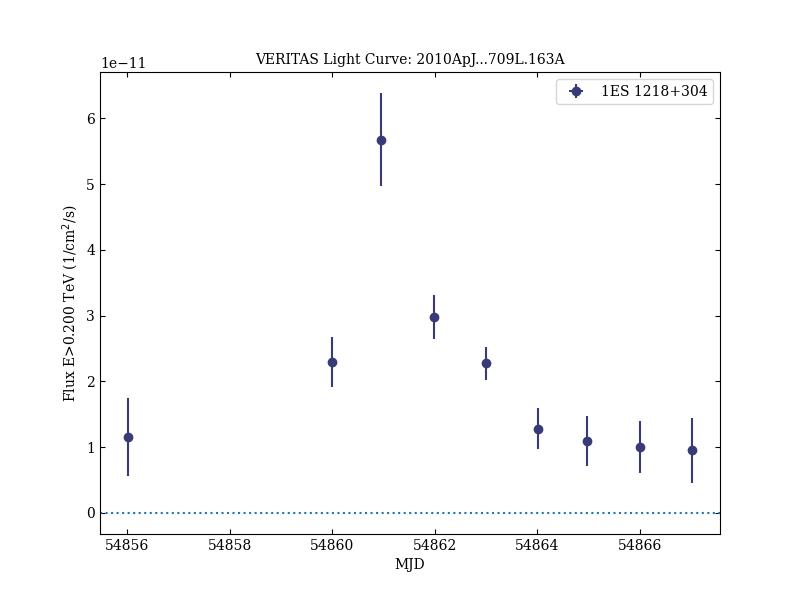 VERITAS Light Curve: 2010ApJ...709L.163A
1e−11
1ES 1218+304
6
5
4
3
2
1
0
Flux E>0.200 TeV (1/cm²/s)
54856 54858 54860 54862 54864 54866
MJD